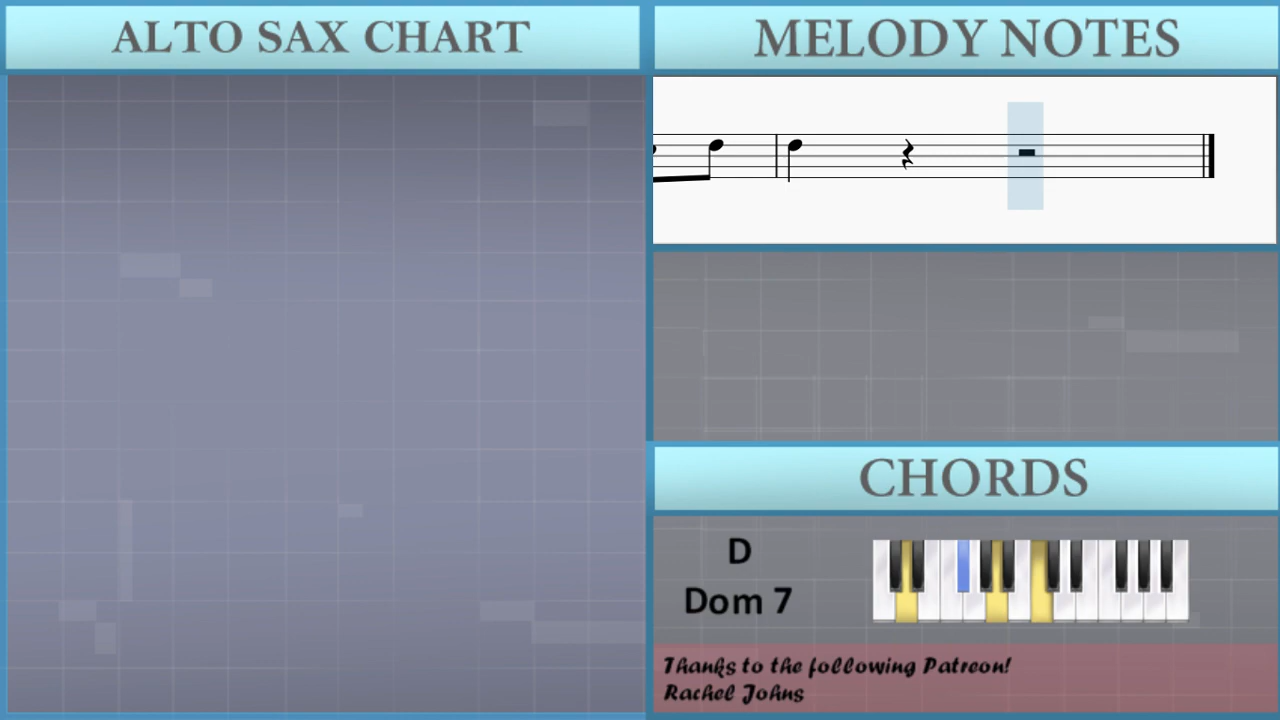 ALTO SAX CHART
MELODY NOTES
CHORDS
D
Dom 7
Thanks to the following Patreon!
Rachel Johns